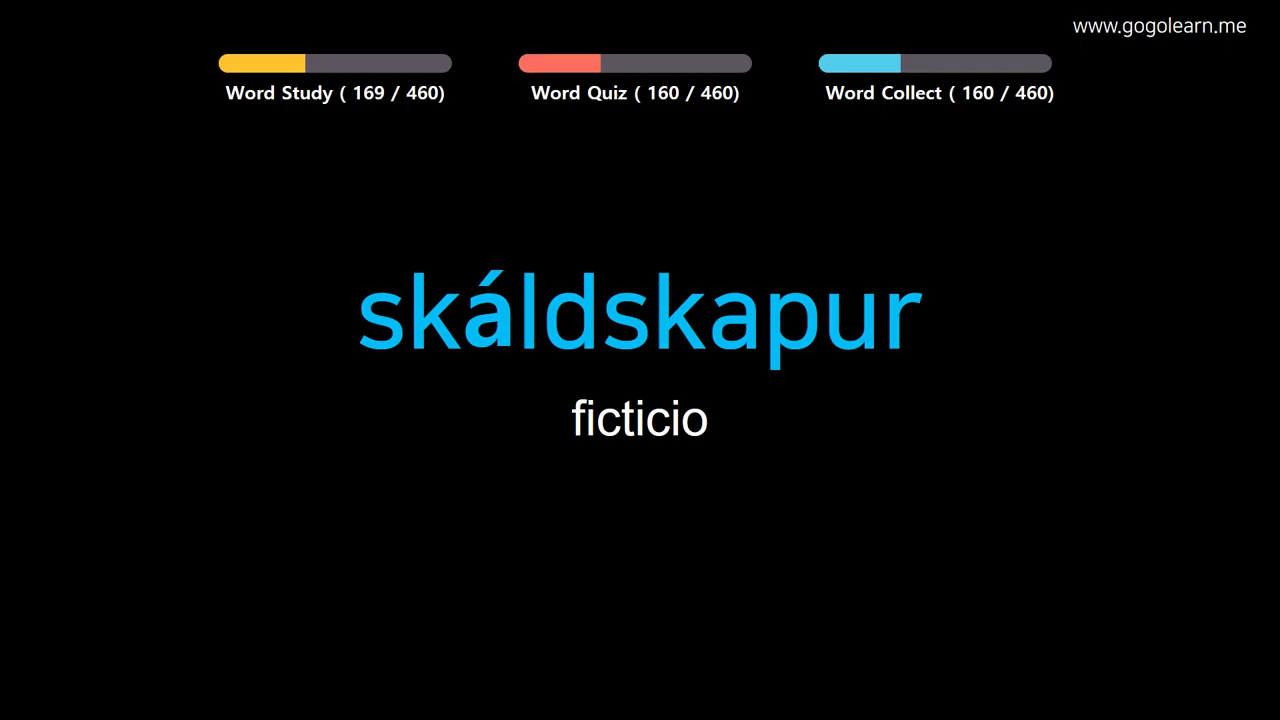 www.gogolearn.me
Word Study ( 169 / 460)
Word Quiz ( 160 / 460)
Word Collect ( 160 / 460)
skáldskapur
ficticio